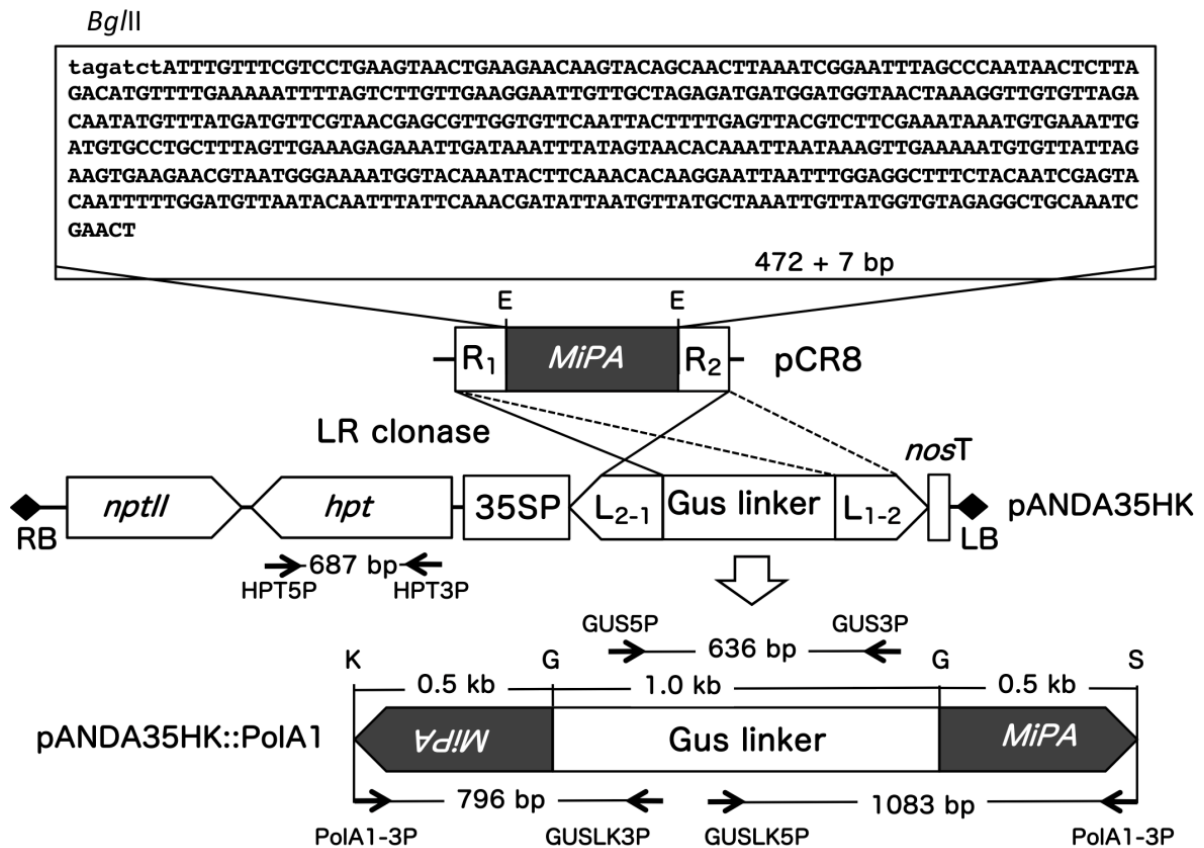 BglII
tagatctATTTGTTTCGTCCTGAAGTAACTGAAGAACAAGTACAGCAACTTAAATCGGAATTTAGCCCAATAACTCTTA
GACATGTTTTGAAAAATTTTAGTCTTGTTGAAGGAATTGTTGCTAGAGATGATGGATGGTAACTAAAGGTTGTGTTAGA
CAATATGTTTATGATGTTCGTAACGAGCGTTGGTGTTCAATTACTTTTGAGTTACGTCTTCGAAATAAATGTGAAATTG
ATGTGCCTGCTTTAGTTGAAAGAGAAATTGATAAATTTATAGTAACACAAATTAATAAAGTTGAAAAATGTGTTATTAG
AAGTGAAGAACGTAATGGGAAAATGGTACAAATACTTCAAACACAAGGAATTAATTTGGAGGCTTTCTACAATCGAGTA
CAATTTTTGGATGTTAATACAATTTATTCAAACGATATTAATGTTATGCTAAATTGTTATGGTGTAGAGGCTGCAAATC
GAACT
472 + 7 bp
E E
R1 MiPA R2 pCR8
LR clonase
nosT
nptII hpt 35SP L2-1 Gus linker L1-2 pANDA35HK
RB LB
687 bp
HPT5P HPT3P
GUS5P GUS3P
636 bp
K G G S
0.5 kb 1.0 kb 0.5 kb
pANDA35HK::PolA1 MiPA Gus linker MiPA
796 bp 1083 bp
PolA1-3P GUSLK3P GUSLK5P PolA1-3P